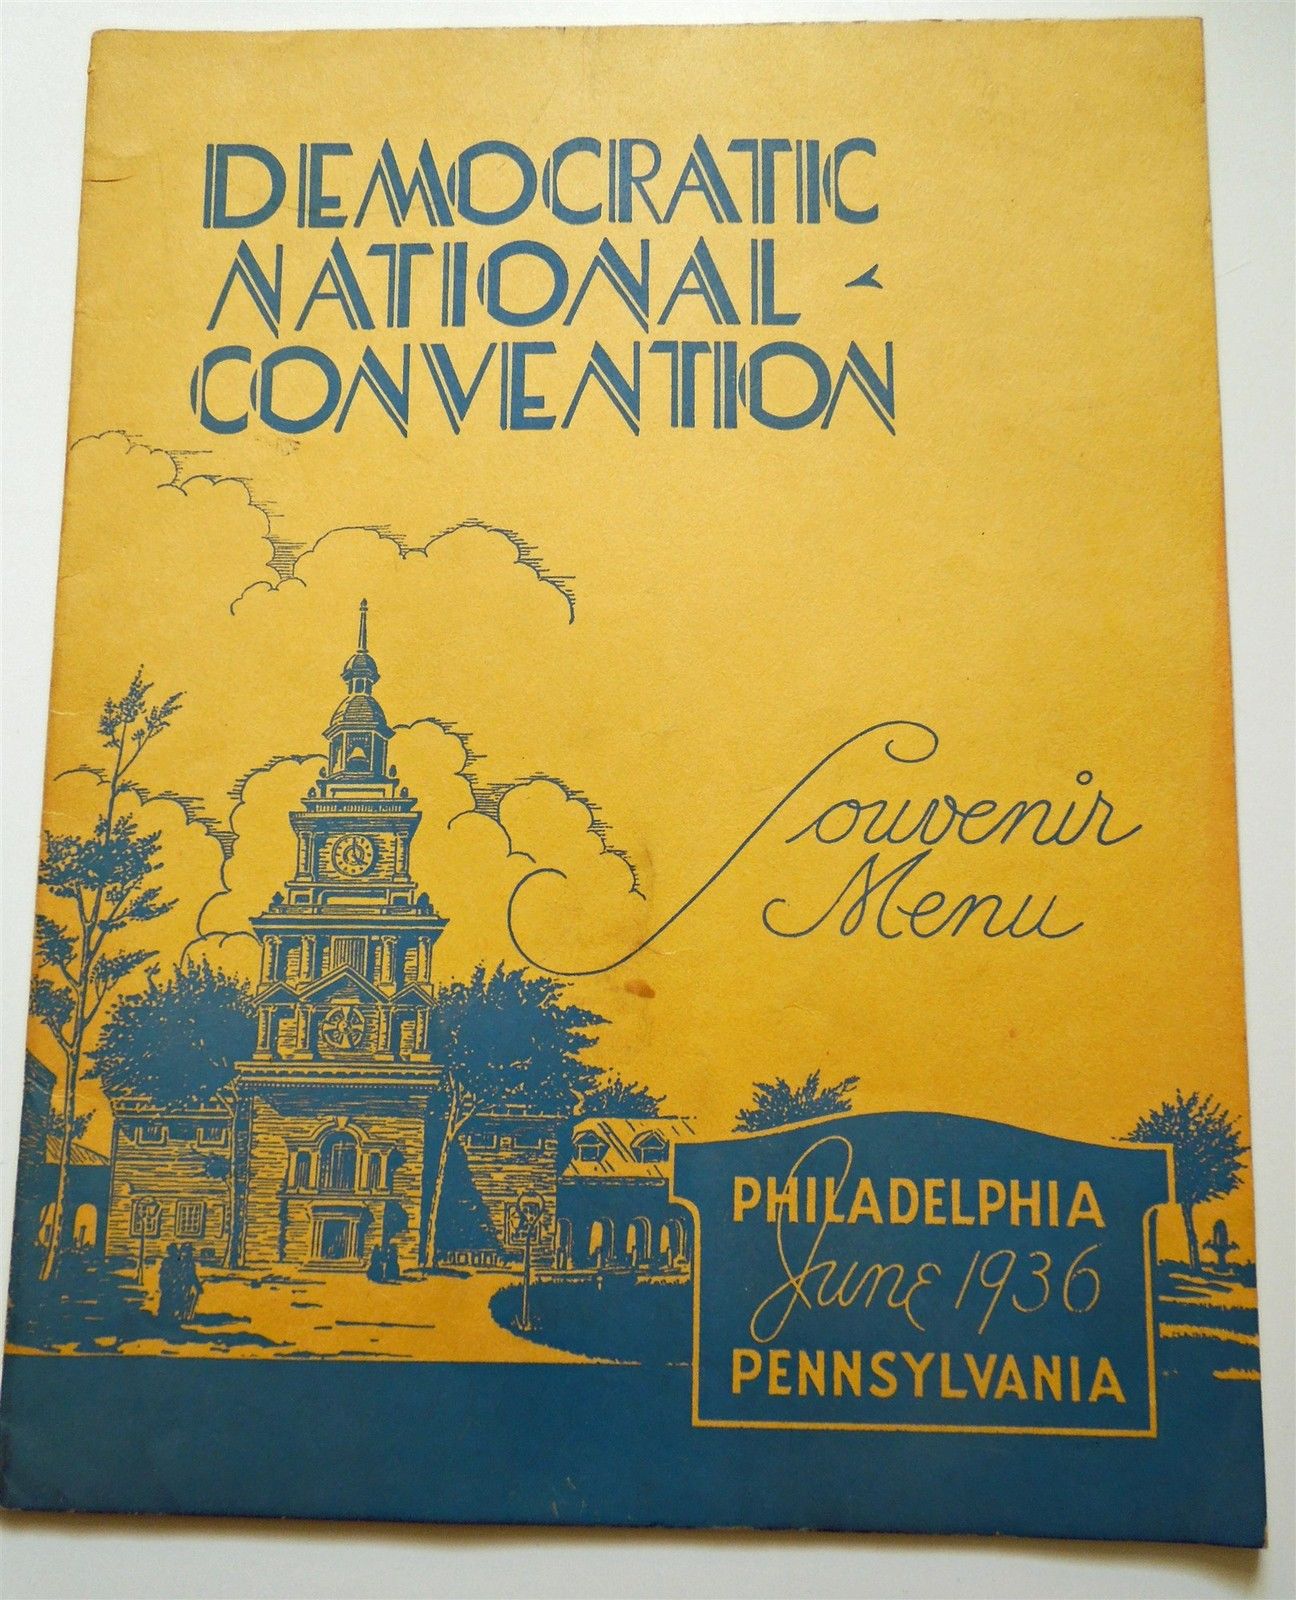 DEMOCRATIC
NATIONAL
CONVENTION
Souvenir
Menu
PHILADELPHIA
June 1936
PENNSYLVANIA